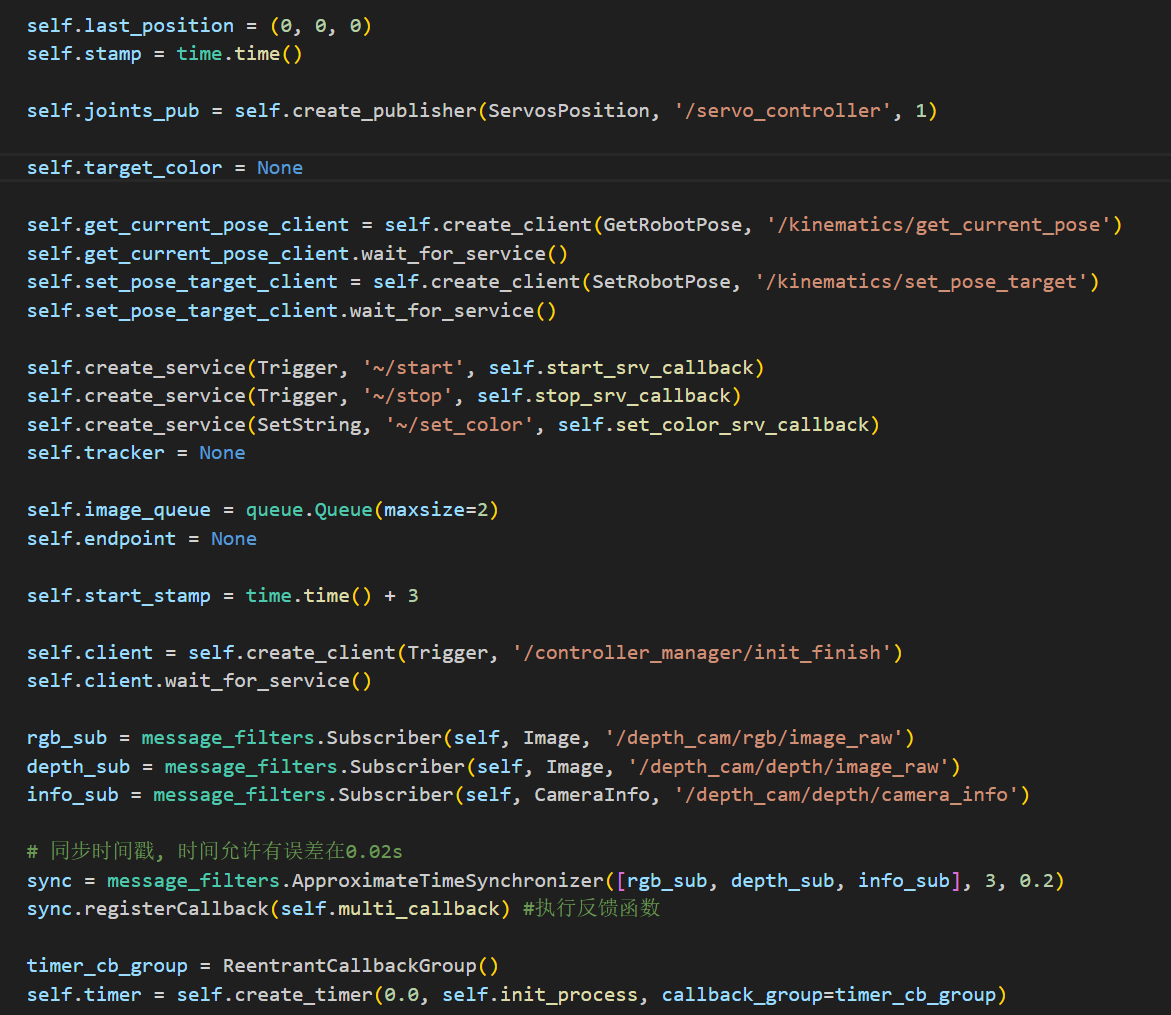 self.last_position = (0, 0, 0)
self.stamp = time.time()
self.joints_pub = self.create_publisher(ServosPosition, '/servo_controller', 1)
self.target_color = None
self.get_current_pose_client = self.create_client(GetRobotPose, '/kinematics/get_current_pose')
self.get_current_pose_client.wait_for_service()
self.set_pose_target_client = self.create_client(SetRobotPose, '/kinematics/set_pose_target')
self.set_pose_target_client.wait_for_service()
self.create_service(Trigger, '~/start', self.start_srv_callback)
self.create_service(Trigger, '~/stop', self.stop_srv_callback)
self.create_service(SetString, '~/set_color', self.set_color_srv_callback)
self.tracker = None
self.image_queue = queue.Queue(maxsize=2)
self.endpoint = None
self.start_stamp = time.time() + 3
self.client = self.create_client(Trigger, '/controller_manager/init_finish')
self.client.wait_for_service()
rgb_sub = message_filters.Subscriber(self, Image, '/depth_cam/rgb/image_raw')
depth_sub = message_filters.Subscriber(self, Image, '/depth_cam/depth/image_raw')
info_sub = message_filters.Subscriber(self, CameraInfo, '/depth_cam/depth/camera_info')
# 同步时间戳, 时间允许有误差在0.02s
sync = message_filters.ApproximateTimeSynchronizer([rgb_sub, depth_sub, info_sub], 3, 0.2)
sync.registerCallback(self.multi_callback) #执行反馈函数
timer_cb_group = ReentrantCallbackGroup()
self.timer = self.create_timer(0.0, self.init_process, callback_group=timer_cb_group)